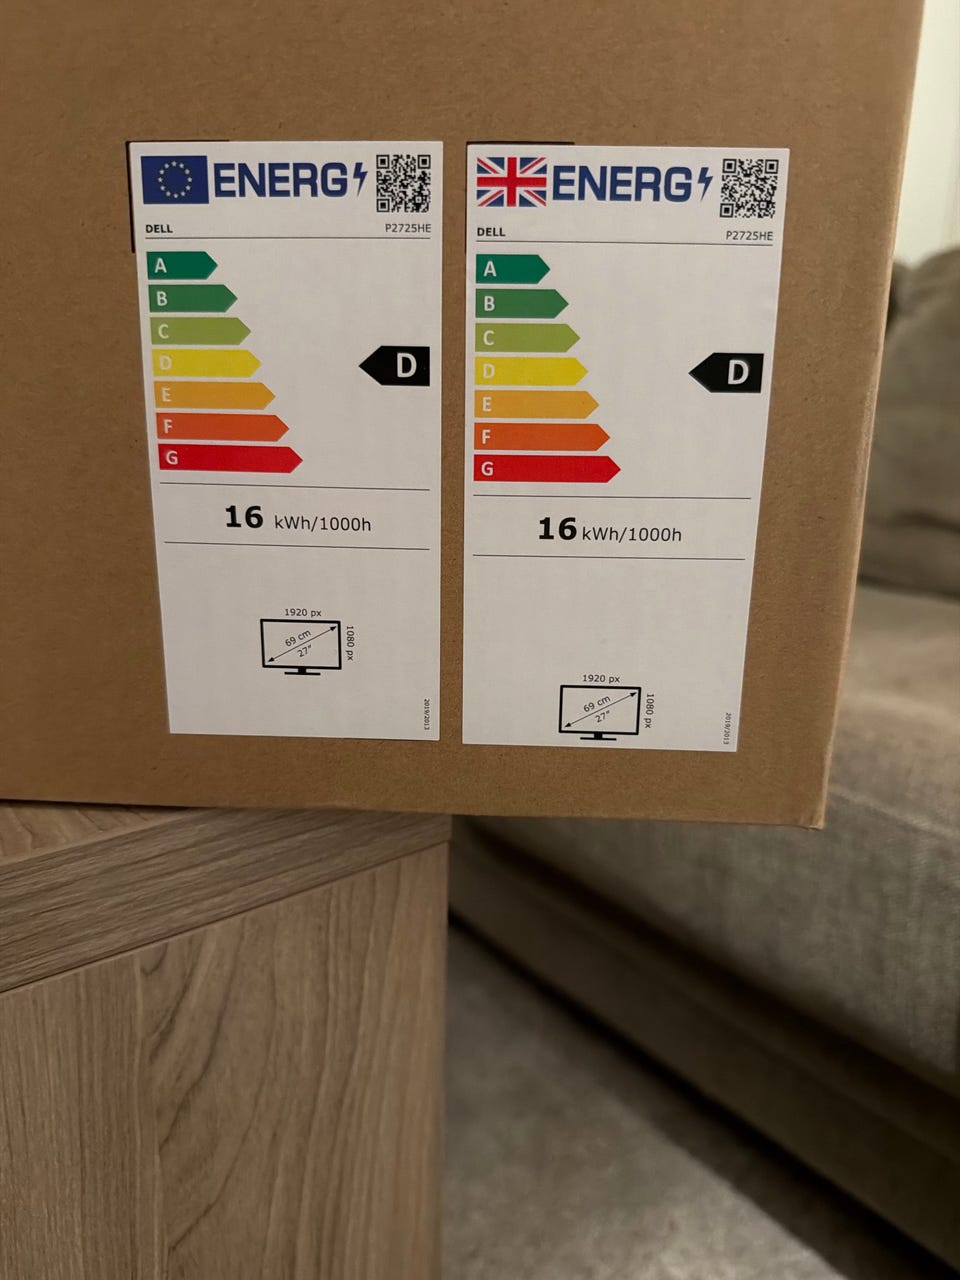 ENERG
DELL
P2725HE
A
B
C
D
E
F
G
D
16 kWh/1000h
1920 px
1080 px
69 cm
27"
2019/2013
ENERG
DELL
P2725HE
A
B
C
D
E
F
G
D
16 kWh/1000h
1920 px
1080 px
69 cm
27"
2019/2013